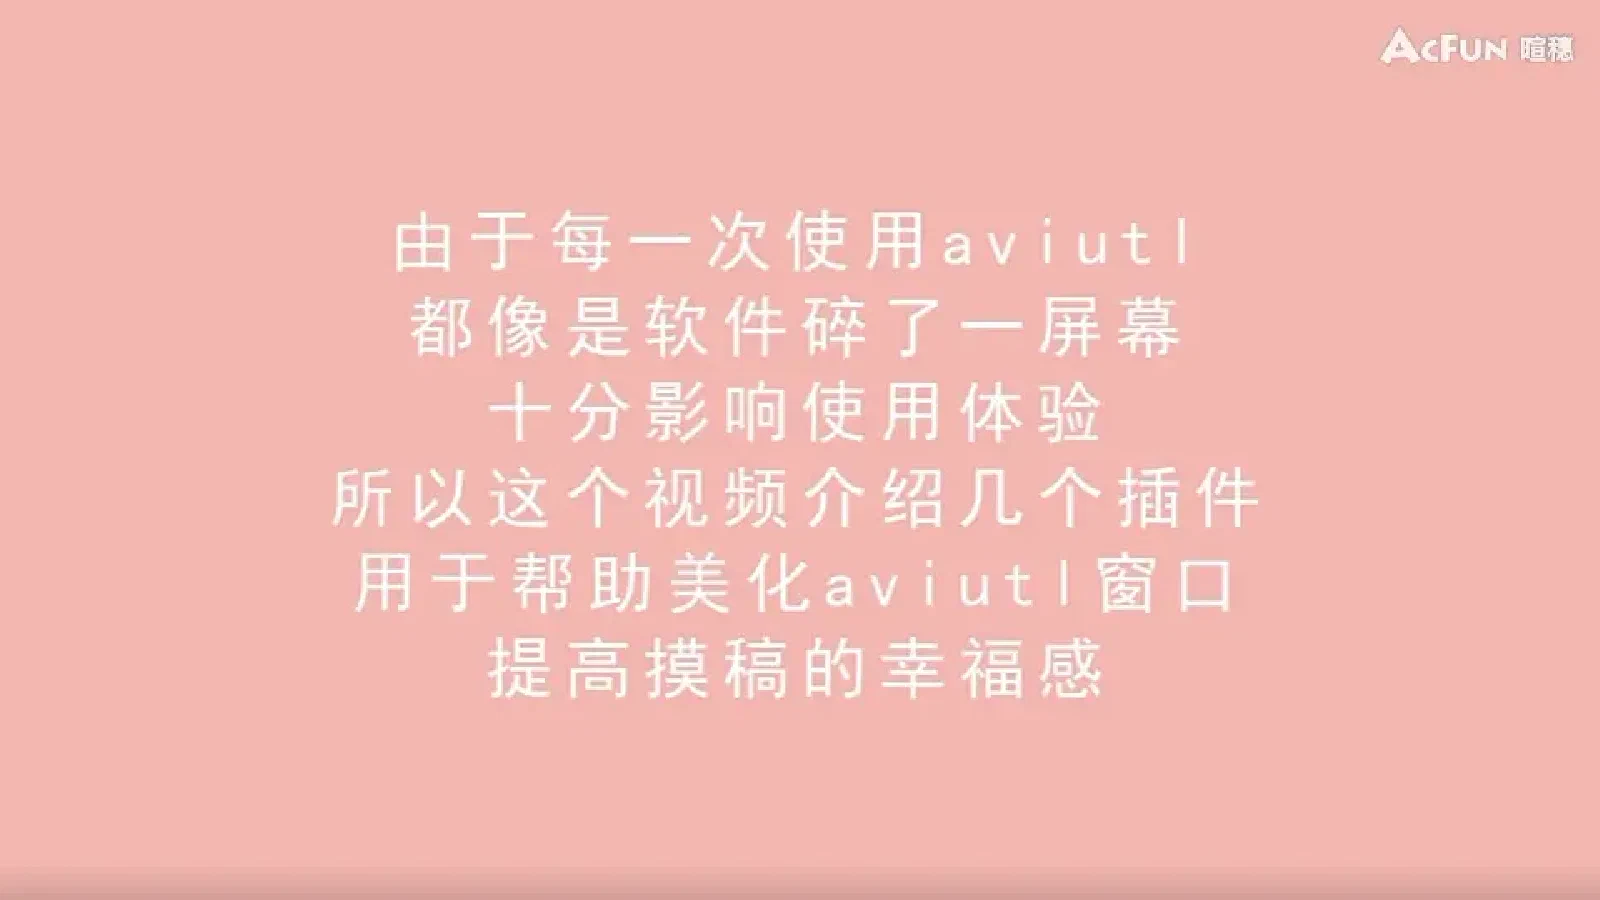 ACFUN 暄穗
由于每一次使用aviutl
都像是软件碎了一屏幕
十分影响使用体验
所以这个视频介绍几个插件
用于帮助美化aviutl窗口
提高摸稿的幸福感